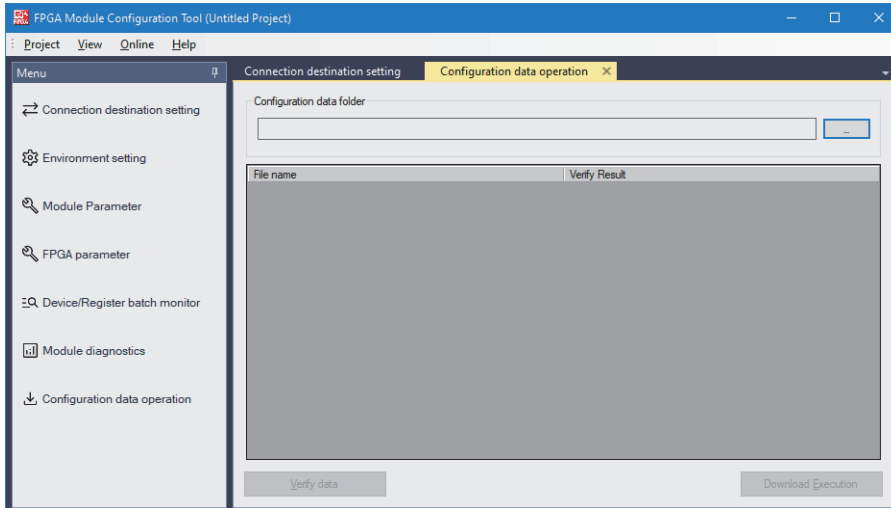 FPGA Module Configuration Tool (Untitled Project)
Project View Online Help
Menu
Connection destination setting
Environment setting
Module Parameter
FPGA parameter
Device/Register batch monitor
Module diagnostics
Configuration data operation
Connection destination setting Configuration data operation
Configuration data folder
...
File name Verify Result
Verify data Download Execution